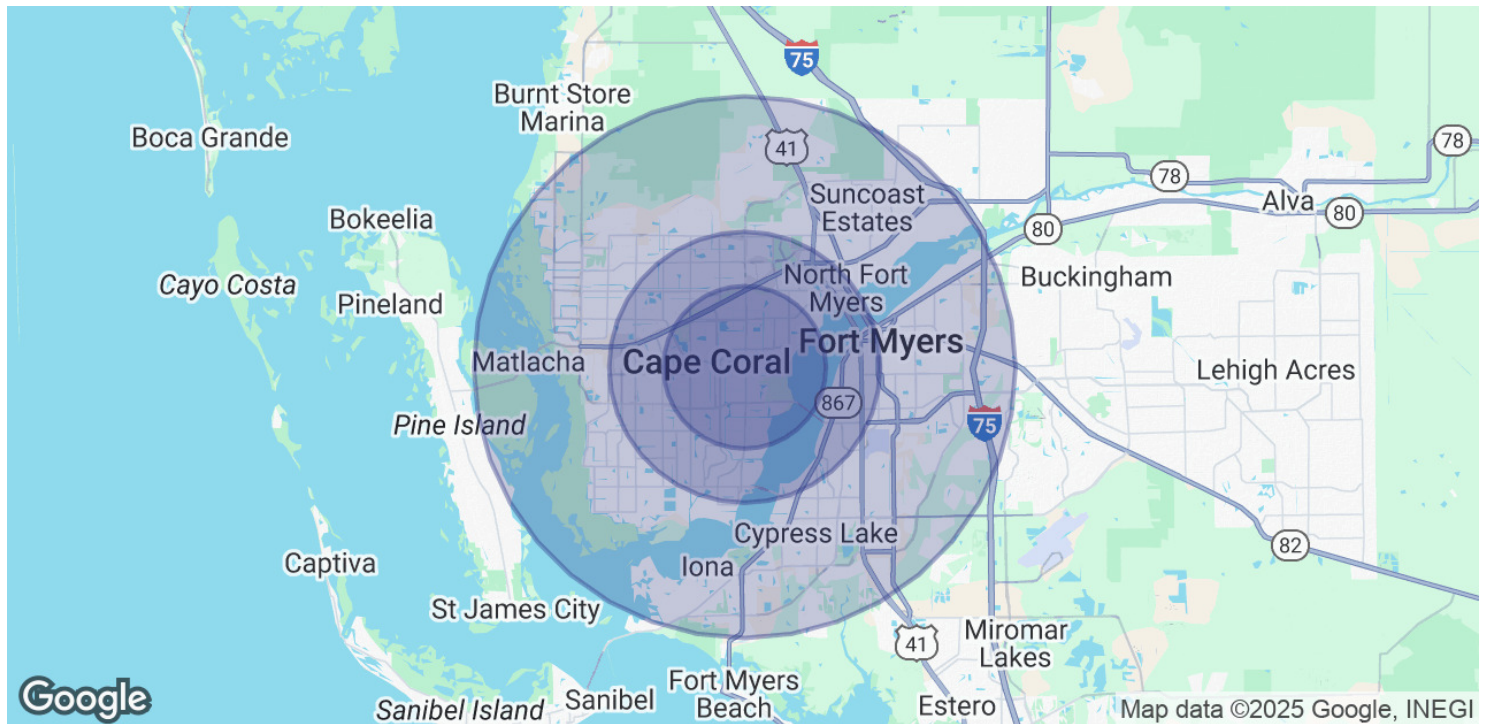 75
Burnt Store
Marina
Boca Grande
41
78
78
Suncoast
Estates
Alva
80
Bokeelia
80
Cayo Costa
North Fort
Myers
Buckingham
Pineland
Fort Myers
Matlacha
Cape Coral
Lehigh Acres
867
Pine Island
75
Cypress Lake
82
Captiva
Iona
St James City
Miromar
Lakes
41
Fort Myers
Beach
Sanibel
Estero
Sanibel Island
Google
Map data ©2025 Google, INEGI